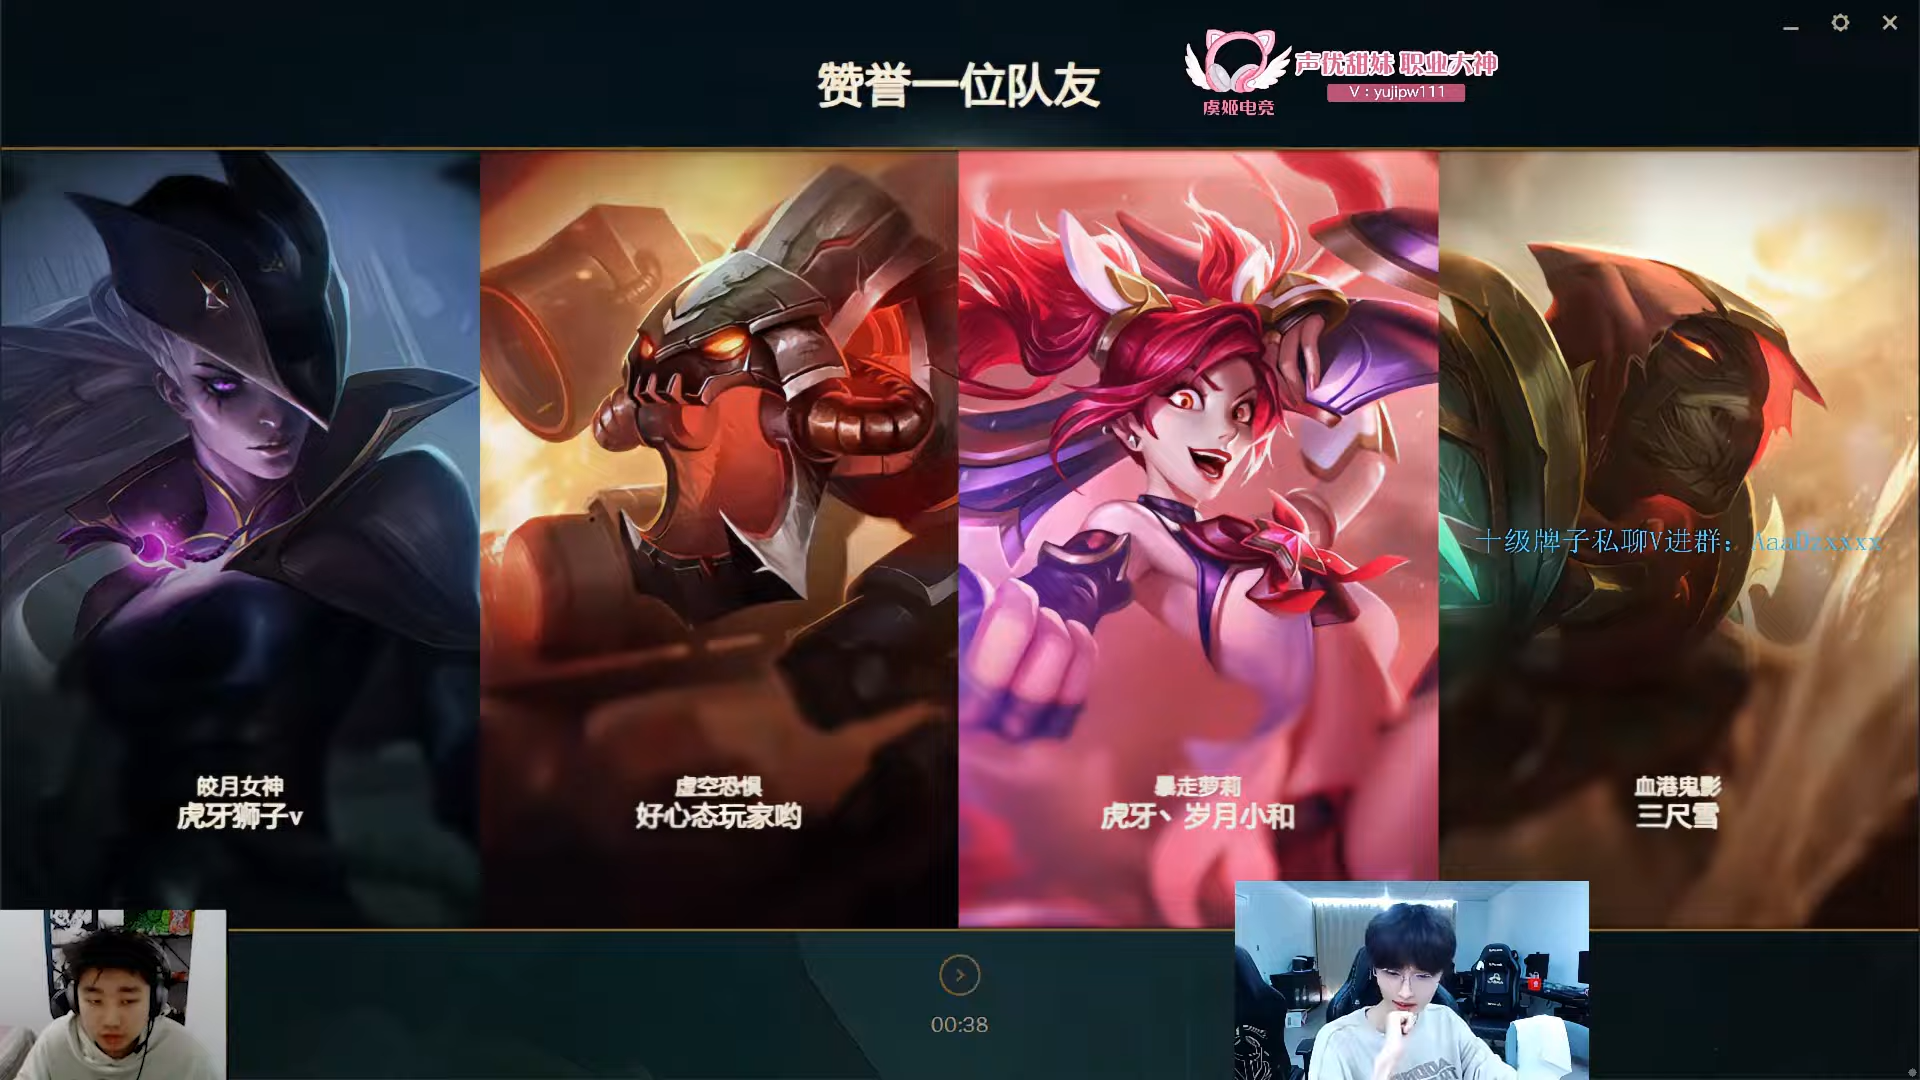 赞誉一位队友
声优甜妹 职业大神
V：yujipw111
虞姬电竞
十级牌子私聊V进群：AaaDzxxxx
皎月女神
虎牙狮子v
虚空恐惧
好心态玩家哟
暴走萝莉
虎牙丶岁月小和
血港鬼影
三尺雪
00:38